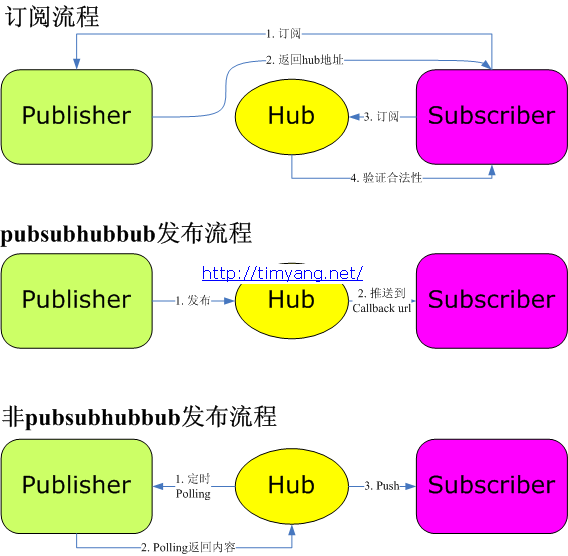 订阅流程
1. 订阅
2. 返回hub地址
Publisher
Hub
3. 订阅
Subscriber
4. 验证合法性
pubsubhubbub发布流程
http://timyang.net/
Publisher
1. 发布
Hub
2. 推送到
Callback url
Subscriber
非pubsubhubbub发布流程
Publisher
1. 定时
Polling
Hub
3. Push
Subscriber
2. Polling返回内容